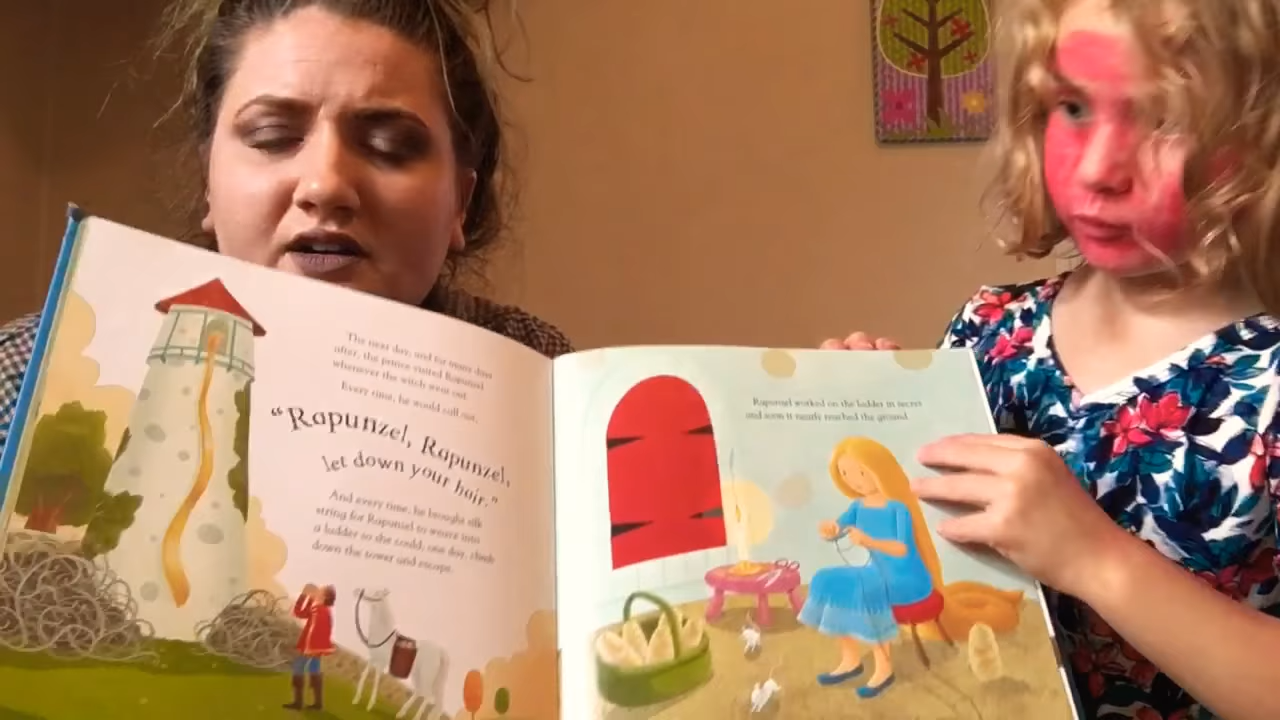 The next day, and for many days
after, the prince visited Rapunzel
whenever the witch went out.
Every time, he would call out,
“Rapunzel, Rapunzel,
let down your hair.”
And every time, he brought silk
string for Rapunzel to weave into
a ladder so she could, one day, climb
down the tower and escape.
Rapunzel worked on the ladder in secret
and soon it nearly reached the ground.